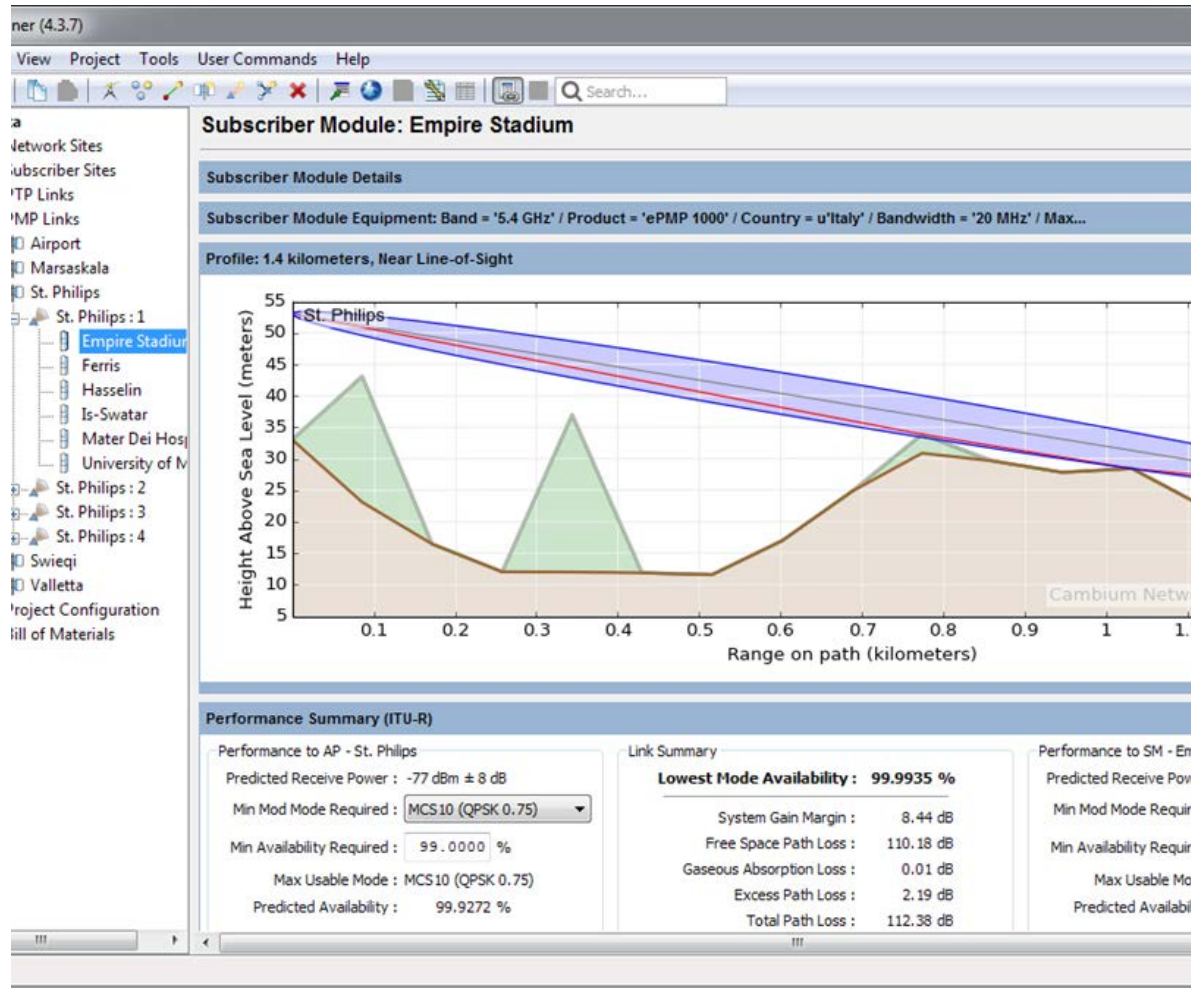 ner (4.3.7)
View Project Tools User Commands Help
Search...
Network Sites
Subscriber Sites
PTP Links
PMP Links
Airport
Marsaskala
St. Philips
St. Philips : 1
Empire Stadiur
Ferris
Hasselin
Is-Swatar
Mater Dei Hosp
University of M
St. Philips : 2
St. Philips : 3
St. Philips : 4
Swieqi
Valletta
Project Configuration
Bill of Materials
Subscriber Module: Empire Stadium
Subscriber Module Details
Subscriber Module Equipment: Band = '5.4 GHz' / Product = 'ePMP 1000' / Country = u'Italy' / Bandwidth = '20 MHz' / Max...
Profile: 1.4 kilometers, Near Line-of-Sight
Height Above Sea Level (meters)
55
50
45
40
35
30
25
20
15
10
5
St. Philips
Cambium Netw
0.1 0.2 0.3 0.4 0.5 0.6 0.7 0.8 0.9 1 1.
Range on path (kilometers)
Performance Summary (ITU-R)
Performance to AP - St. Philips
Predicted Receive Power : -77 dBm ± 8 dB
Min Mod Mode Required : MCS10 (QPSK 0.75)
Min Availability Required : 99.0000 %
Max Usable Mode : MCS10 (QPSK 0.75)
Predicted Availability : 99.9272 %
Link Summary
Lowest Mode Availability : 99.9935 %
System Gain Margin : 8.44 dB
Free Space Path Loss : 110.18 dB
Gaseous Absorption Loss : 0.01 dB
Excess Path Loss : 2.19 dB
Total Path Loss : 112.38 dB
Performance to SM - Em
Predicted Receive Pow
Min Mod Mode Requir
Min Availability Requir
Max Usable Mo
Predicted Availabil